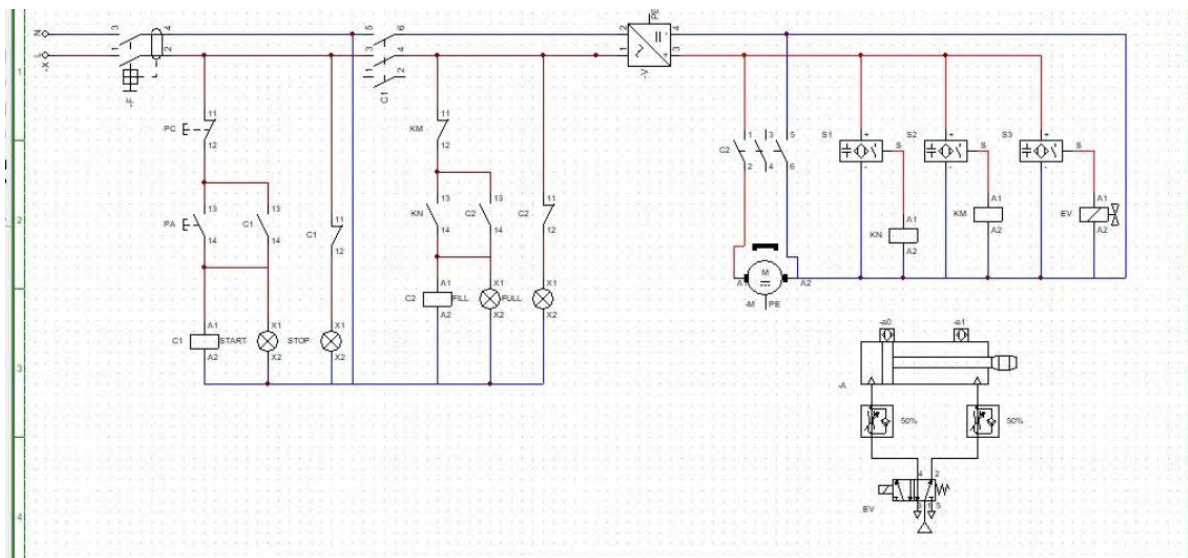 N
3
4
-X
1
2
-F
5
6
3
4
2
C1
PE
2
4
1
3
-V
1
2
3
4
PC
11
12
PA
13
14
C1
13
14
C1
11
12
C1
A1
A2
START
X1
X2
STOP
X1
X2
KM
11
12
KN
13
14
C2
13
14
C2
11
12
C2
A1
A2
FILL
X1
X2
FULL
X1
X2
C2
1
3
5
2
4
6
S1
+
-
S
S2
+
-
S
S3
+
-
S
KN
A1
A2
KM
A1
A2
EV
A1
A2
A1
M
A2
-M
PE
-a0
-a1
-A
50%
50%
4
2
EV
3
1
5